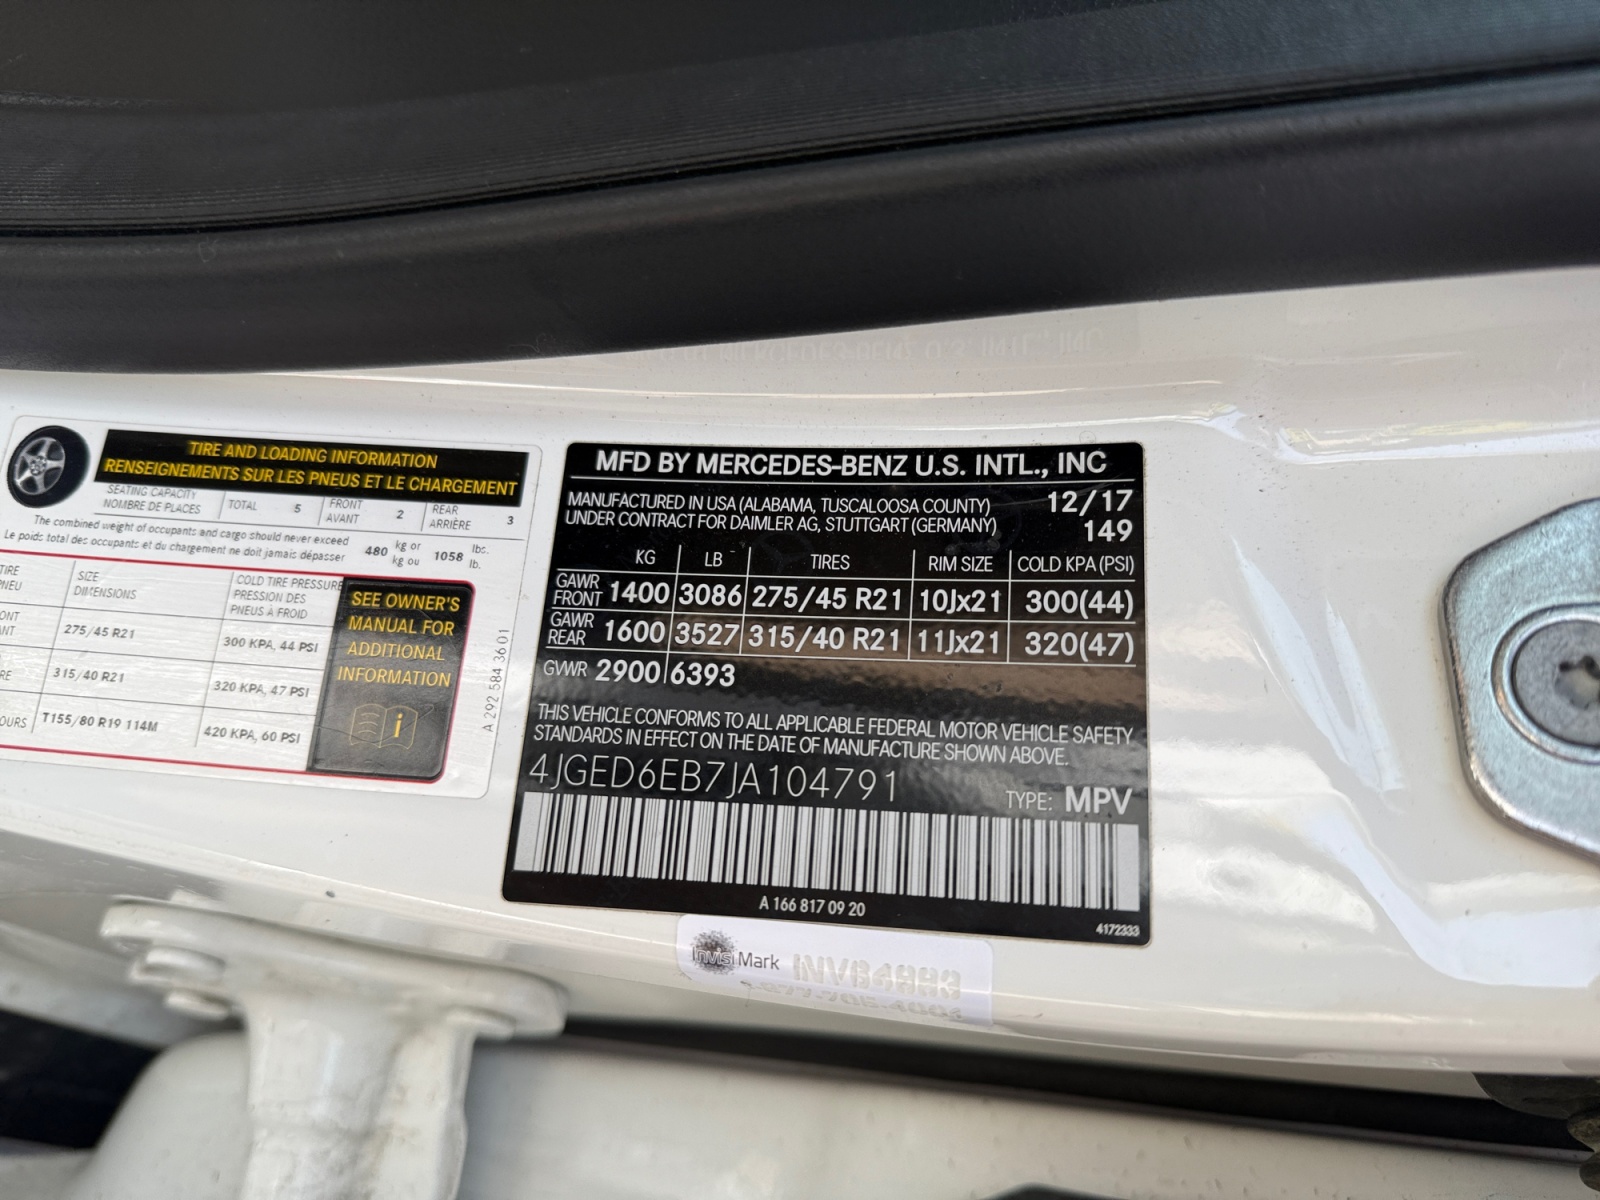 TIRE AND LOADING INFORMATION
RENSEIGNEMENTS SUR LES PNEUS ET LE CHARGEMENT
SEATING CAPACITY
NOMBRE DE PLACES
TOTAL 5
FRONT
AVANT
2
REAR
ARRIÈRE
3
The combined weight of occupants and cargo should never exceed
Le poids total des occupants et du chargement ne doit jamais dépasser
480 kg or
kg ou
1058 lbs.
lb.
SIZE
DIMENSIONS
COLD TIRE PRESSURE
PRESSION DES
PNEUS À FROID
275/45 R21
300 KPA, 44 PSI
315/40 R21
320 KPA, 47 PSI
T155/80 R19 114M
420 KPA, 60 PSI
SEE OWNER'S
MANUAL FOR
ADDITIONAL
INFORMATION
i
A 292 584 36 01
MFD BY MERCEDES-BENZ U.S. INTL., INC
MANUFACTURED IN USA (ALABAMA, TUSCALOOSA COUNTY) 12/17
UNDER CONTRACT FOR DAIMLER AG, STUTTGART (GERMANY) 149
KG LB TIRES RIM SIZE COLD KPA (PSI)
GAWR
FRONT 1400 3086 275/45 R21 10Jx21 300(44)
GAWR
REAR 1600 3527 315/40 R21 11Jx21 320(47)
GVWR 2900 6393
THIS VEHICLE CONFORMS TO ALL APPLICABLE FEDERAL MOTOR VEHICLE SAFETY
STANDARDS IN EFFECT ON THE DATE OF MANUFACTURE SHOWN ABOVE.
4JGED6EB7JA104791
TYPE: MPV
A 166 817 09 20
4172333
InvisiMark